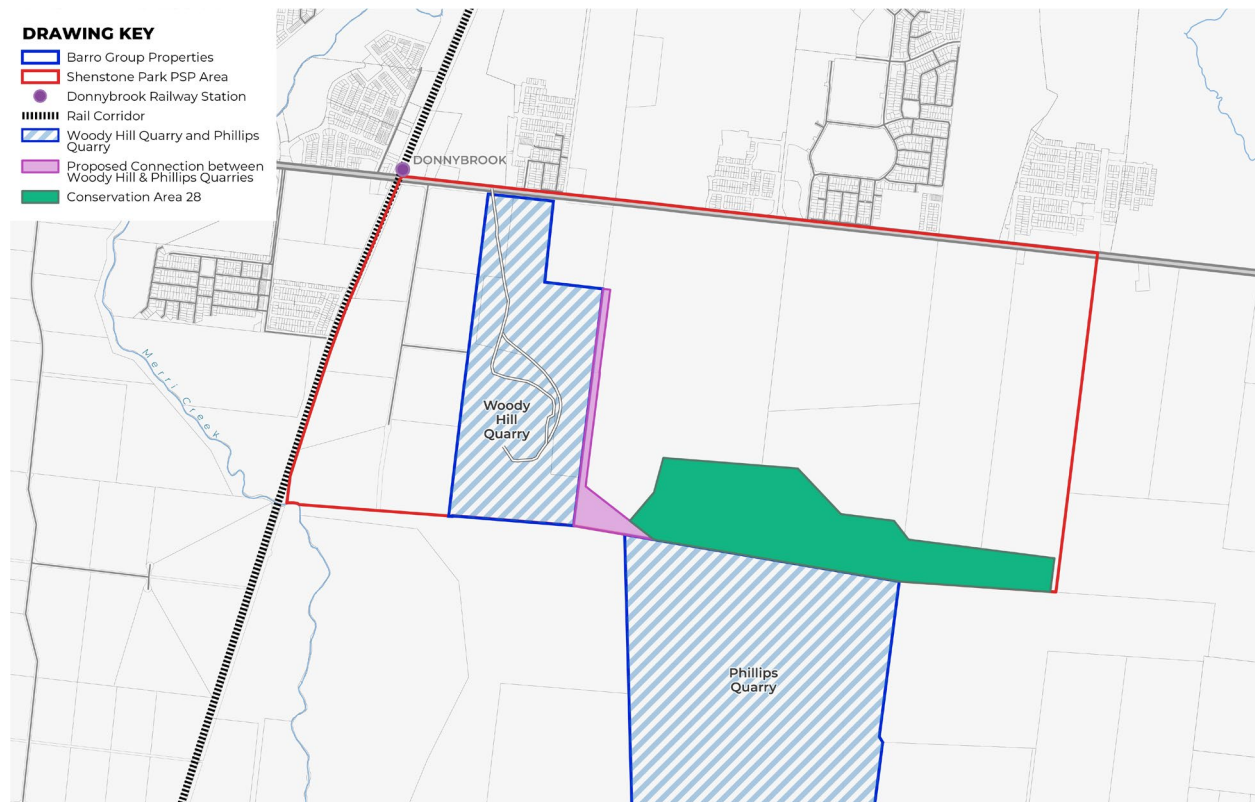 DRAWING KEY
Barro Group Properties
Shenstone Park PSP Area
Donnybrook Railway Station
Rail Corridor
Woody Hill Quarry and Phillips
Quarry
Proposed Connection between
Woody Hill & Phillips Quarries
Conservation Area 28
DONNYBROOK
Merri Creek
Woody
Hill
Quarry
Phillips
Quarry